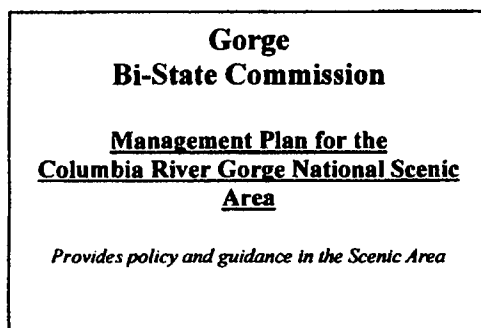 Gorge
Bi-State Commission
Management Plan for the
Columbia River Gorge National Scenic
Area
Provides policy and guidance in the Scenic Area